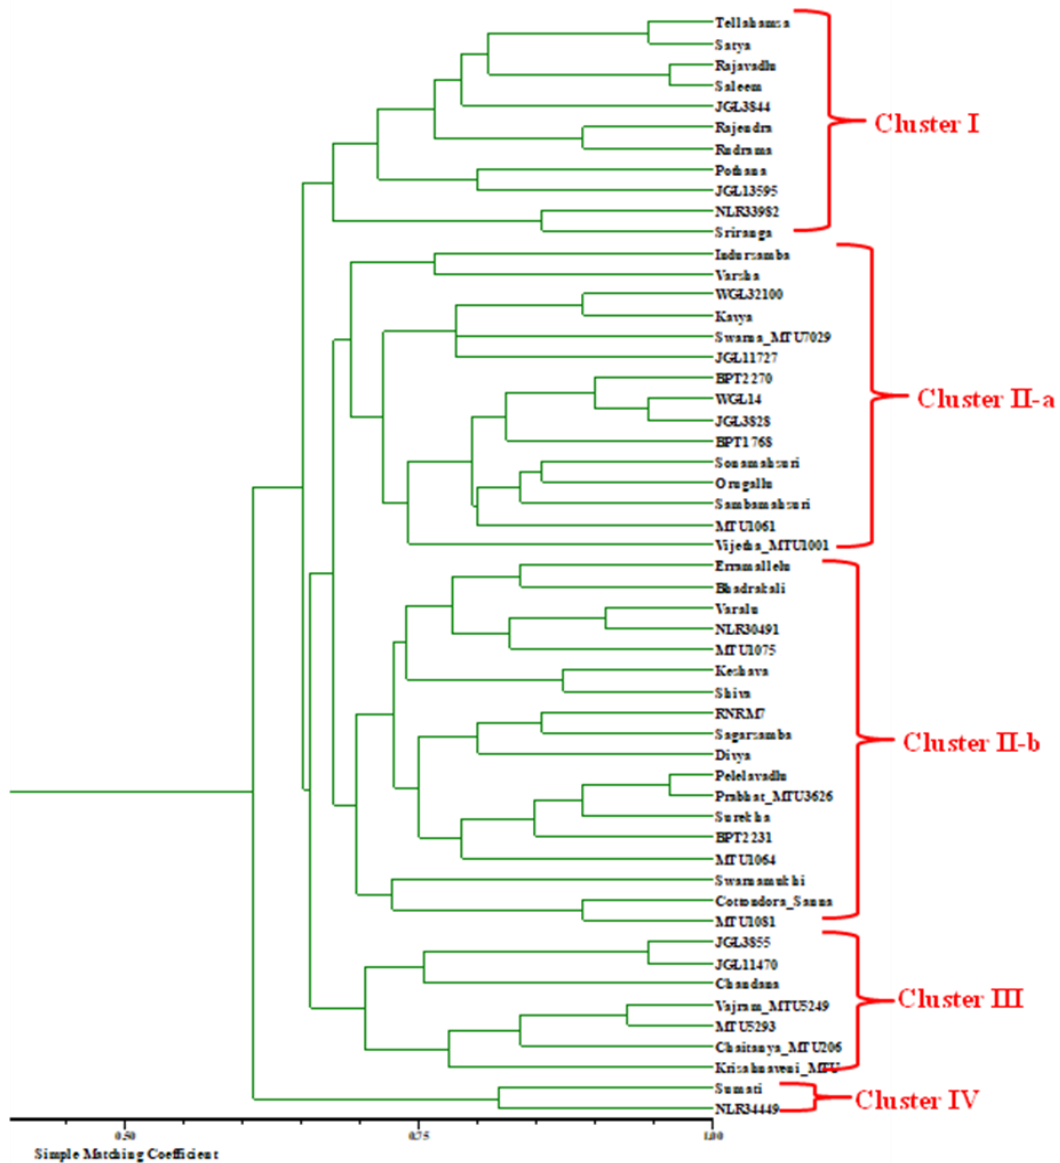 Tellahamsa
Satya
Rajavadlu
Saleem
JGL3844
Rajendra
Rudrama
Pothana
JGL13595
NLR33982
Sriranga
Cluster I
Indursamba
Varsha
WGL32100
Kavya
Swarna_MTU7029
JGL11727
BPT2270
WGL14
JGL3828
BPT1768
Sonamahsuri
Orugallu
Sambamahsuri
MTU1061
Vijetha_MTU1001
Cluster II-a
Erramallelu
Bhadrakali
Varalu
NLR30491
MTU1075
Keshava
Shiva
RNRM7
Sagarsamba
Divya
Pelelavadlu
Prabhat_MTU3626
Surekha
BPT2231
MTU1064
Swarnamukhi
Cottondora_Sanna
MTU1081
Cluster II-b
JGL3855
JGL11470
Chandana
Vajram_MTU5249
MTU5293
Chaitanya_MTU206
Krisahnaveni_MTU
Cluster III
Sumati
NLR34449
Cluster IV
0.50 0.75 1.00
Simple Matching Coefficient